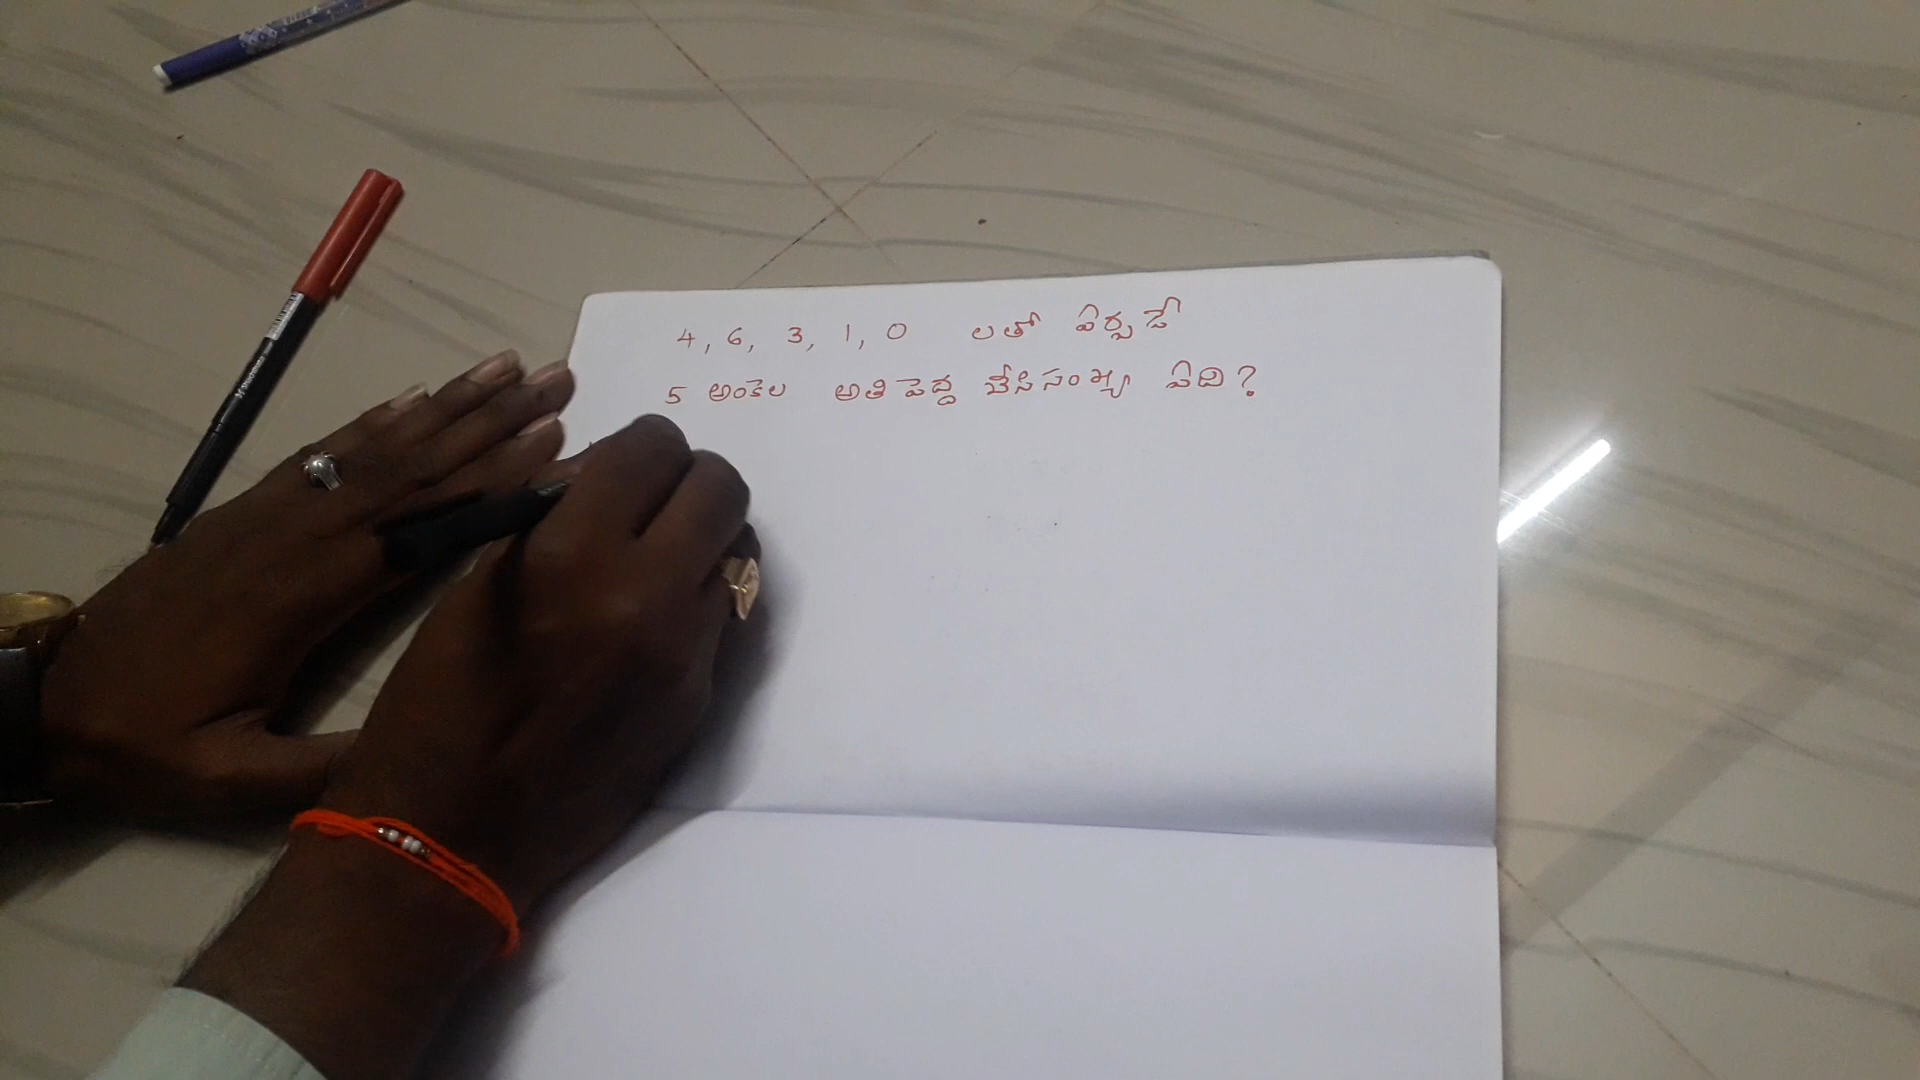 4, 6, 3, 1, 0 లతో ఏర్పడే
5 అంకెల అతి పెద్ద బేసి సంఖ్య ఏది?